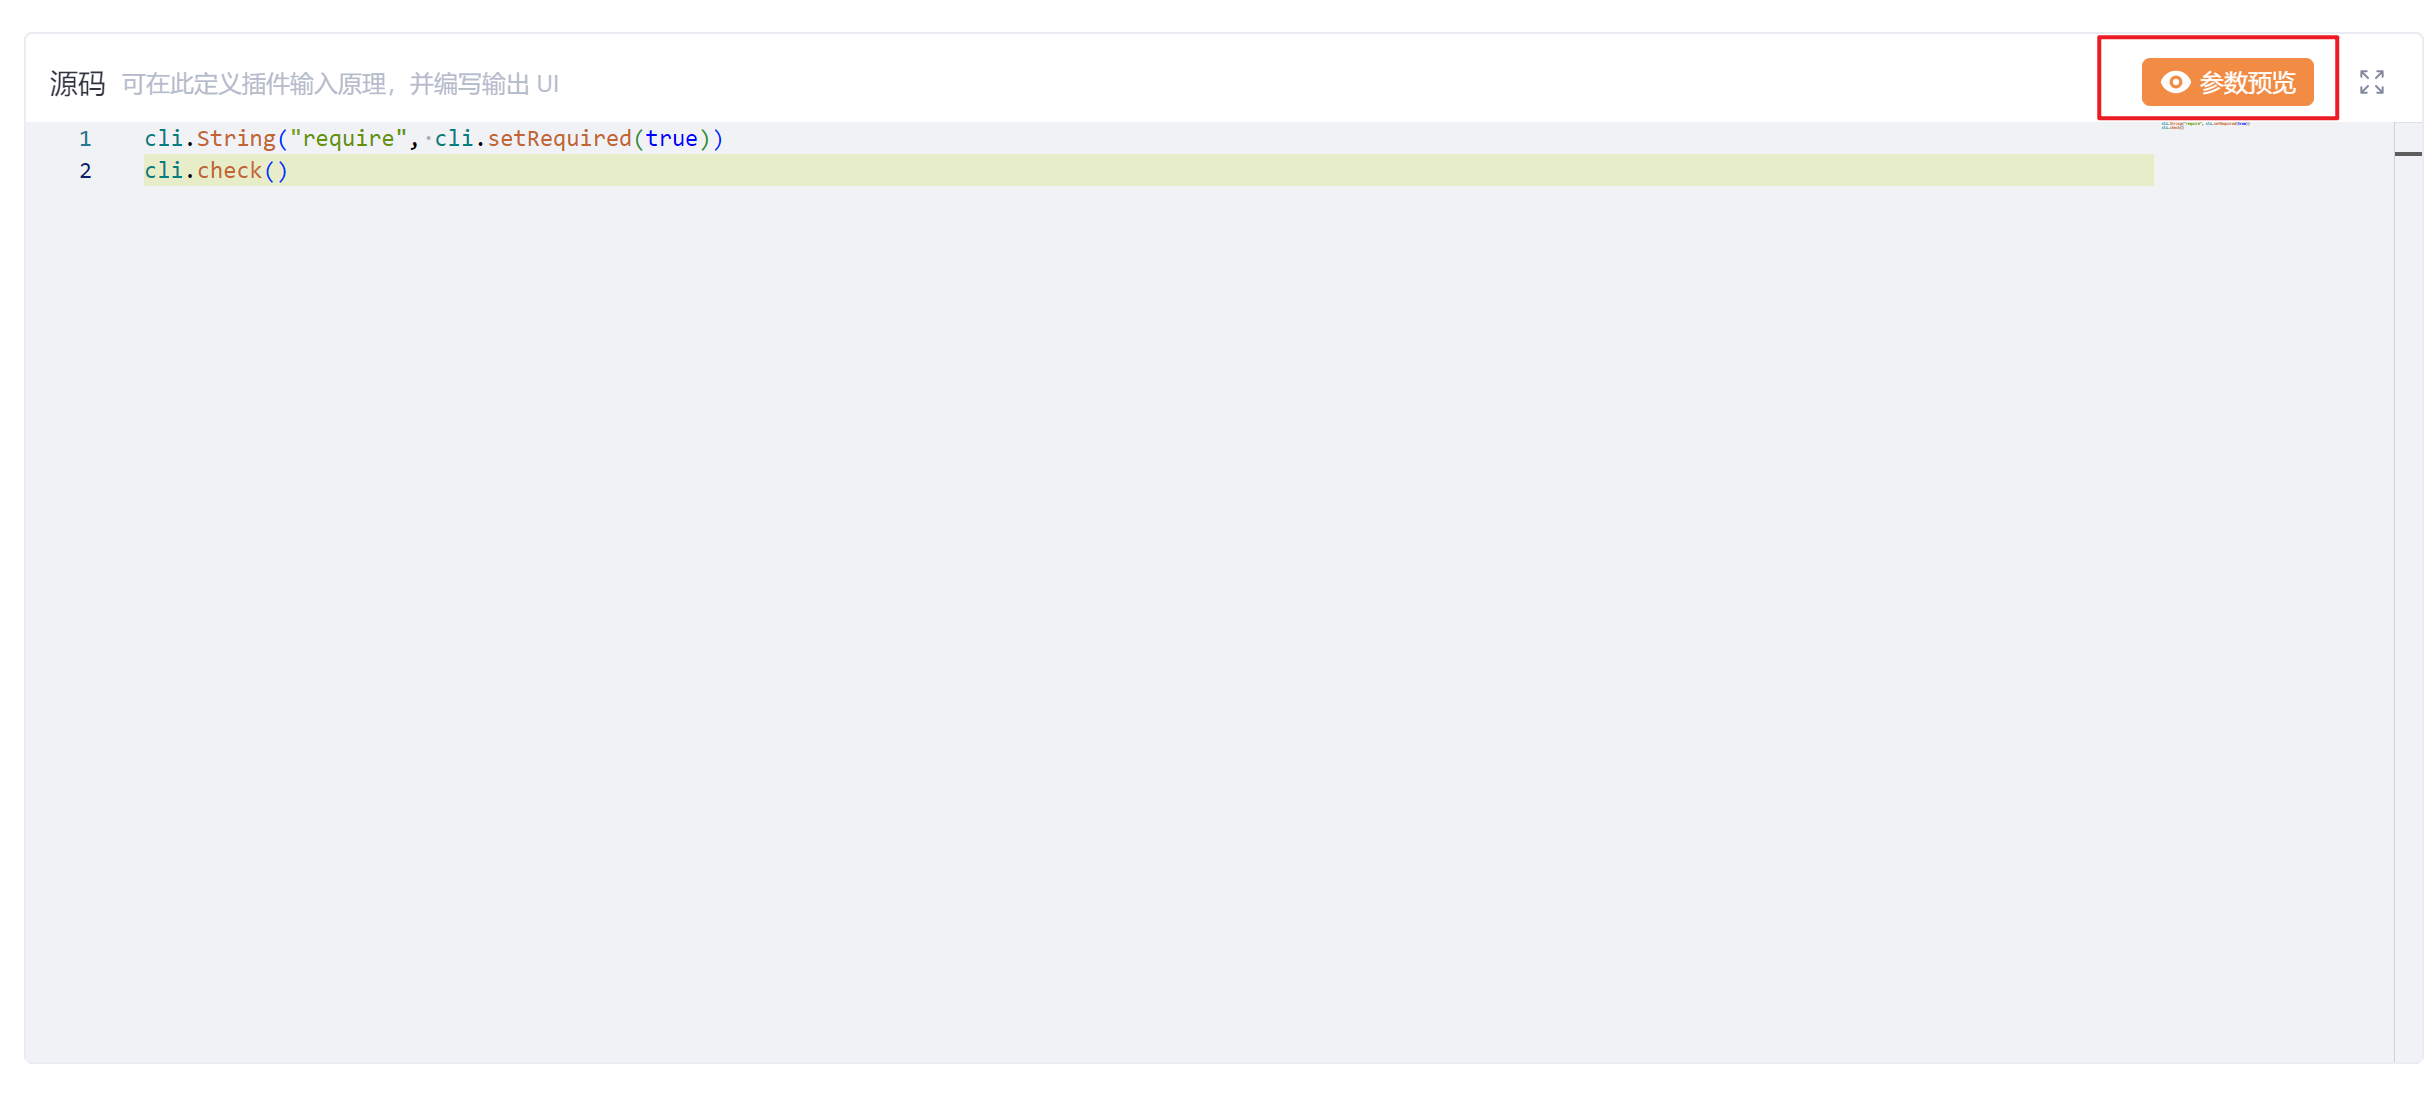 源码 可在此定义插件输入原理，并编写输出 UI
参数预览
1 cli.String("require", cli.setRequired(true))
2 cli.check()